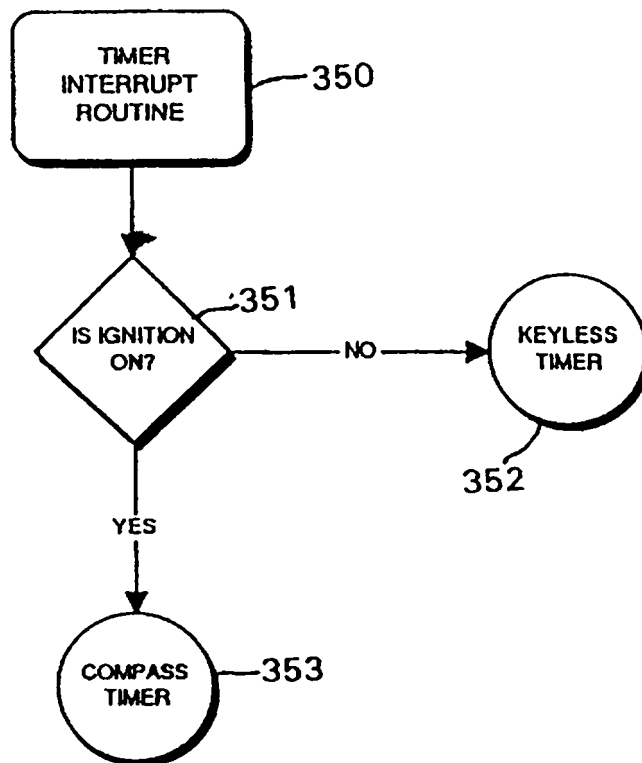 TIMER
INTERRUPT
ROUTINE
350
351
IS IGNITION
ON?
NO
KEYLESS
TIMER
352
YES
COMPASS
TIMER
353